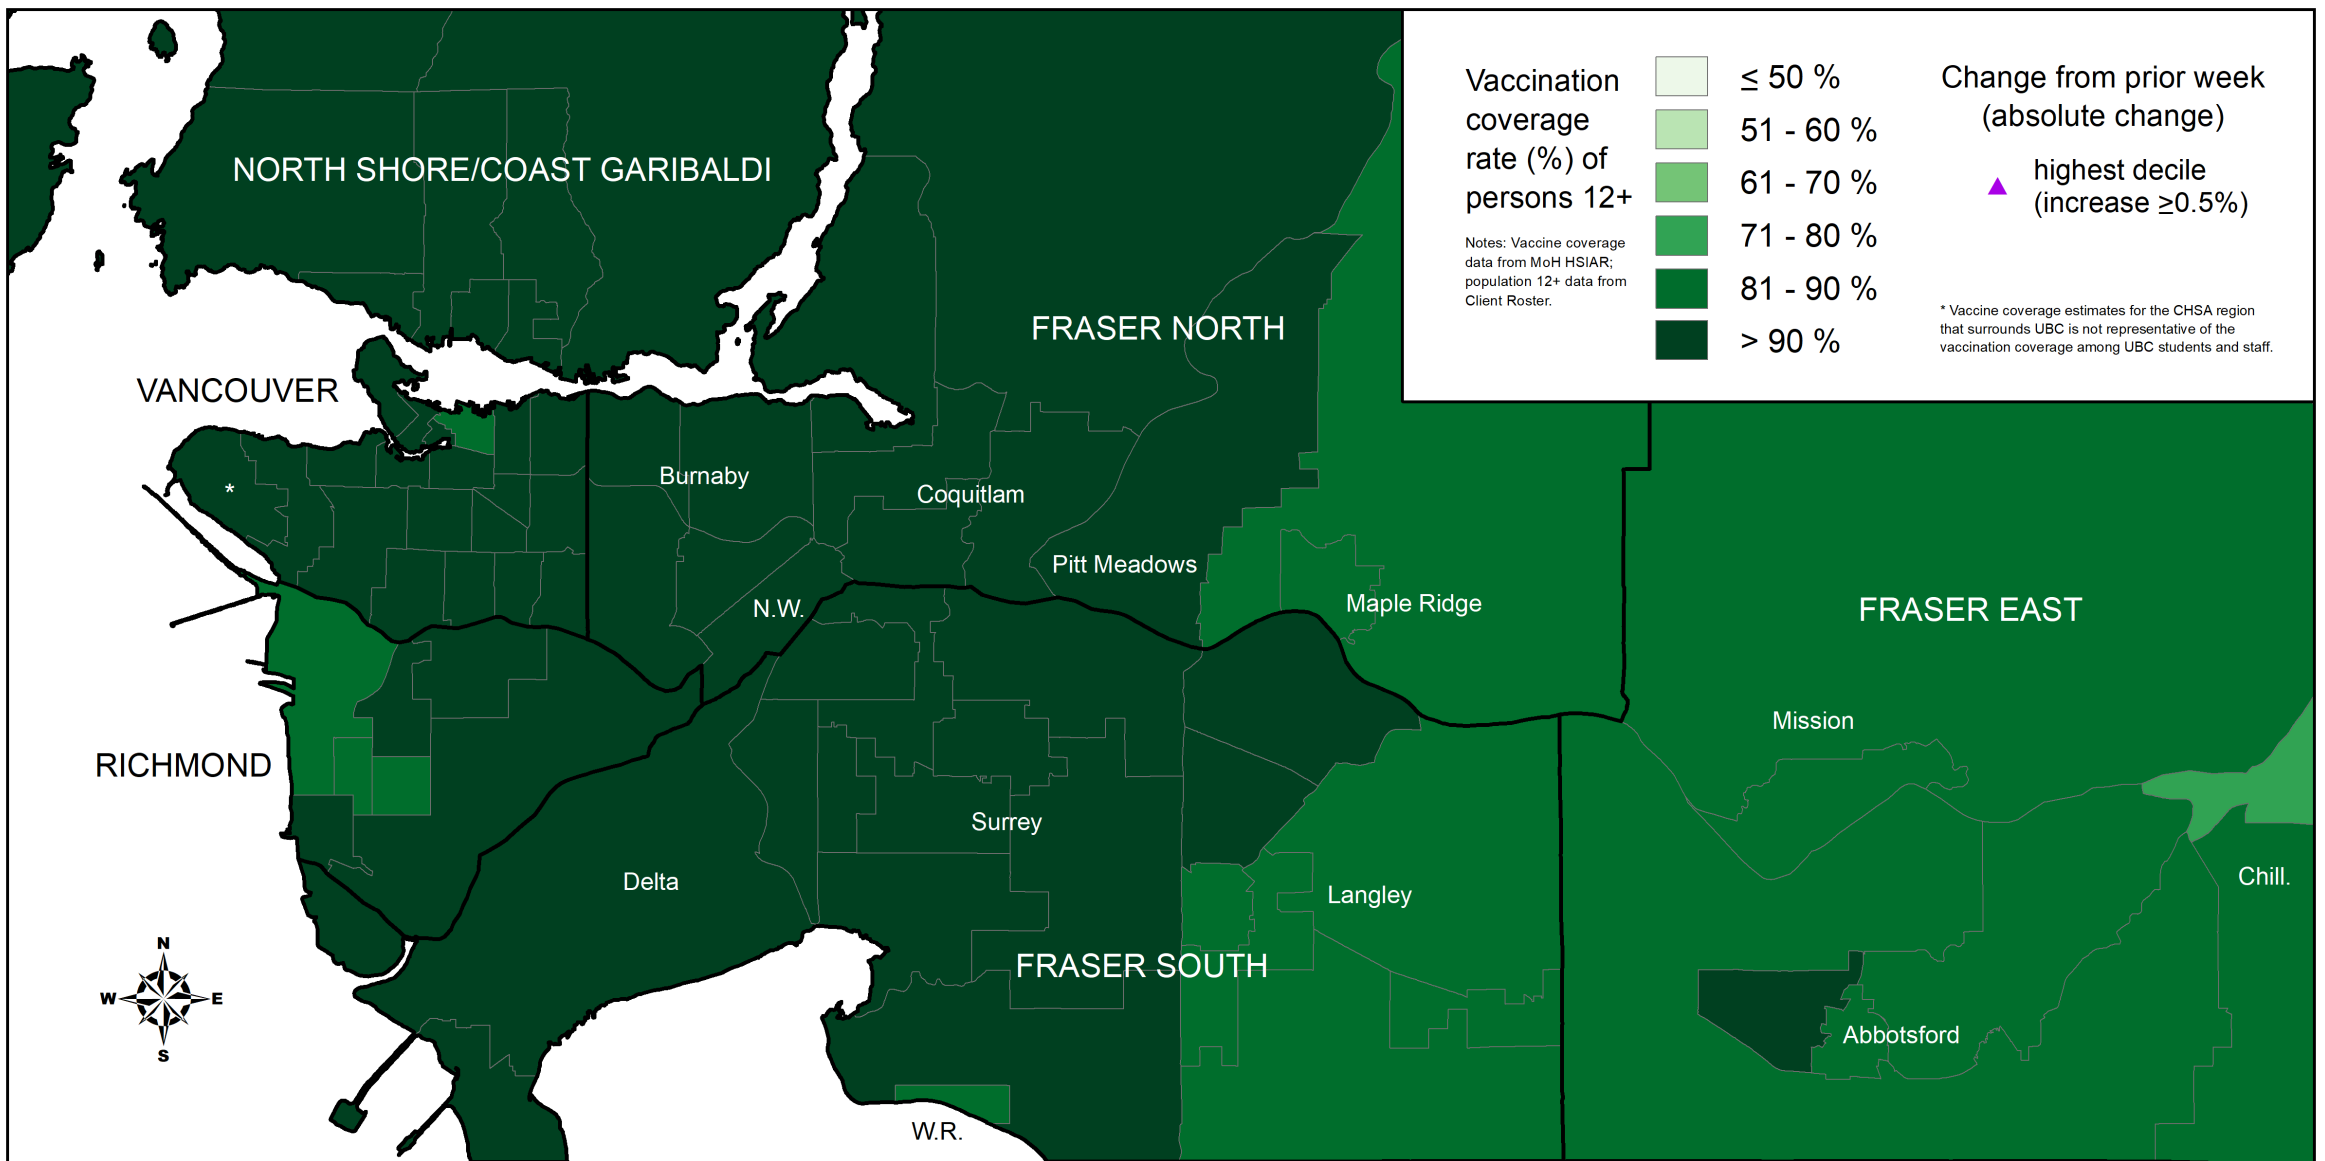 Vaccination
coverage
rate (%) of
persons 12+
Notes: Vaccine coverage
data from MoH HSIAR;
population 12+ data from
Client Roster.
≤ 50 %
51 - 60 %
61 - 70 %
71 - 80 %
81 - 90 %
> 90 %
Change from prior week
(absolute change)
highest decile
(increase ≥0.5%)
* Vaccine coverage estimates for the CHSA region
that surrounds UBC is not representative of the
vaccination coverage among UBC students and staff.
NORTH SHORE/COAST GARIBALDI
FRASER NORTH
VANCOUVER
Burnaby
*
Coquitlam
Pitt Meadows
N.W.
Maple Ridge
FRASER EAST
Mission
RICHMOND
Surrey
Delta
Langley
Chill.
FRASER SOUTH
Abbotsford
W.R.
N
W
E
S